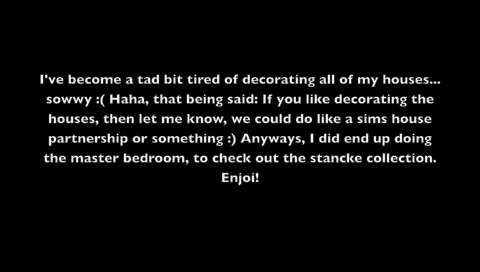 I've become a tad bit tired of decorating all of my houses...
sowwy :( Haha, that being said: If you like decorating the
houses, then let me know, we could do like a sims house
partnership or something :) Anyways, I did end up doing
the master bedroom, to check out the stancke collection.
Enjoi!